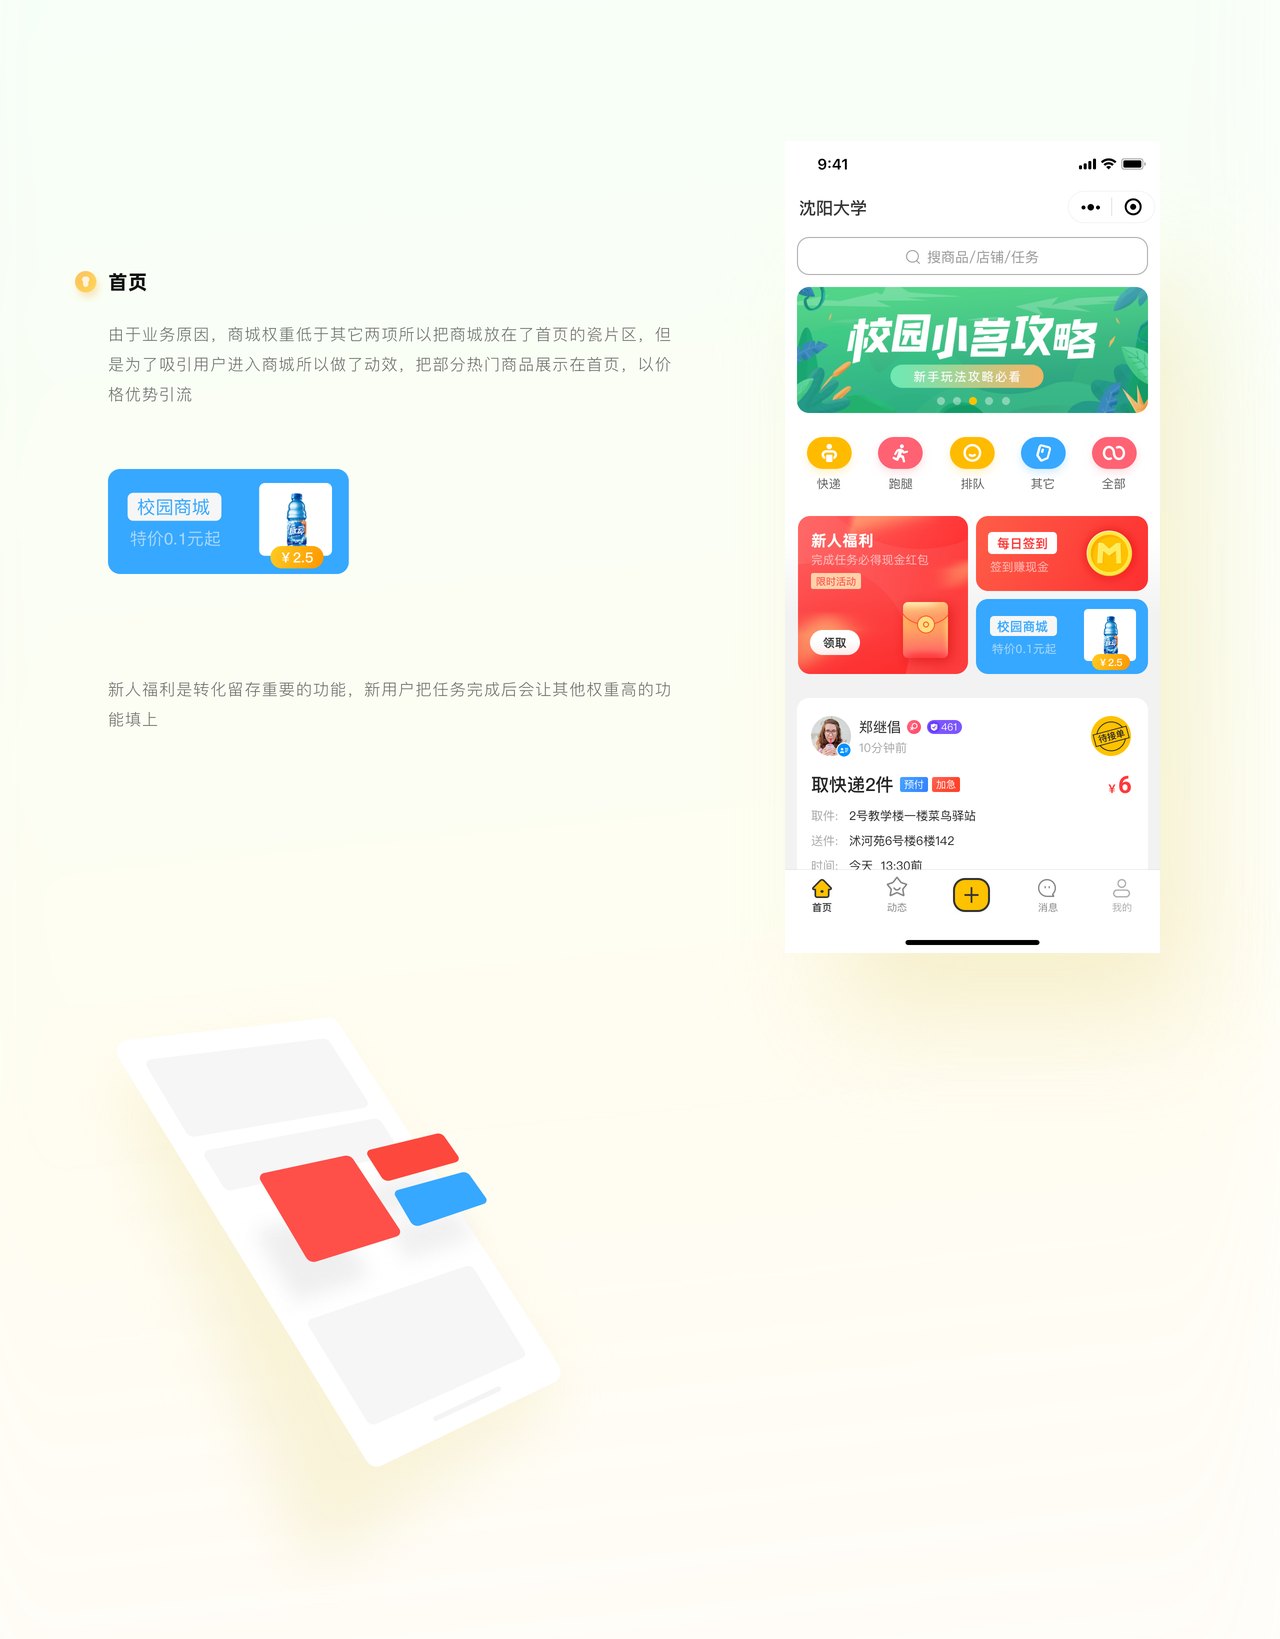 首页
由于业务原因，商城权重低于其它两项所以把商城放在了首页的瓷片区，但
是为了吸引用户进入商城所以做了动效，把部分热门商品展示在首页，以价
格优势引流
校园商城
特价0.1元起
¥2.5
新人福利是转化留存重要的功能，新用户把任务完成后会让其他权重高的功
能填上
9:41
沈阳大学
搜商品/店铺/任务
校园小营攻略
新手玩法攻略必看
快递
跑腿
排队
其它
全部
新人福利
完成任务必得现金红包
限时活动
领取
每日签到
签到赚现金
校园商城
特价0.1元起
¥2.5
郑继倡 461
10分钟前
待接单
取快递2件 预付 加急 ¥6
取件: 2号教学楼一楼菜鸟驿站
送件: 沭河苑6号楼6楼142
时间: 今天 13:30前
首页
动态
消息
我的